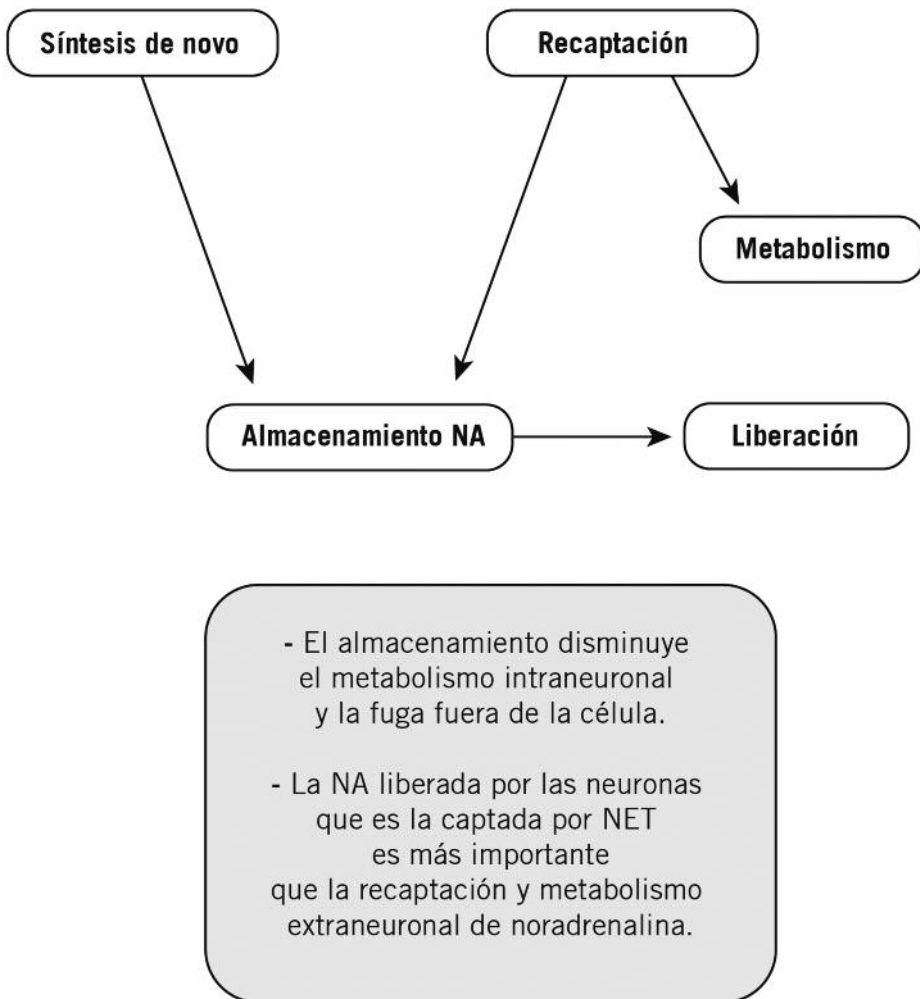 Síntesis de novo
Recaptación
Metabolismo
Almacenamiento NA
Liberación
- El almacenamiento disminuye
el metabolismo intraneuronal
y la fuga fuera de la célula.
- La NA liberada por las neuronas
que es la captada por NET
es más importante
que la recaptación y metabolismo
extraneuronal de noradrenalina.